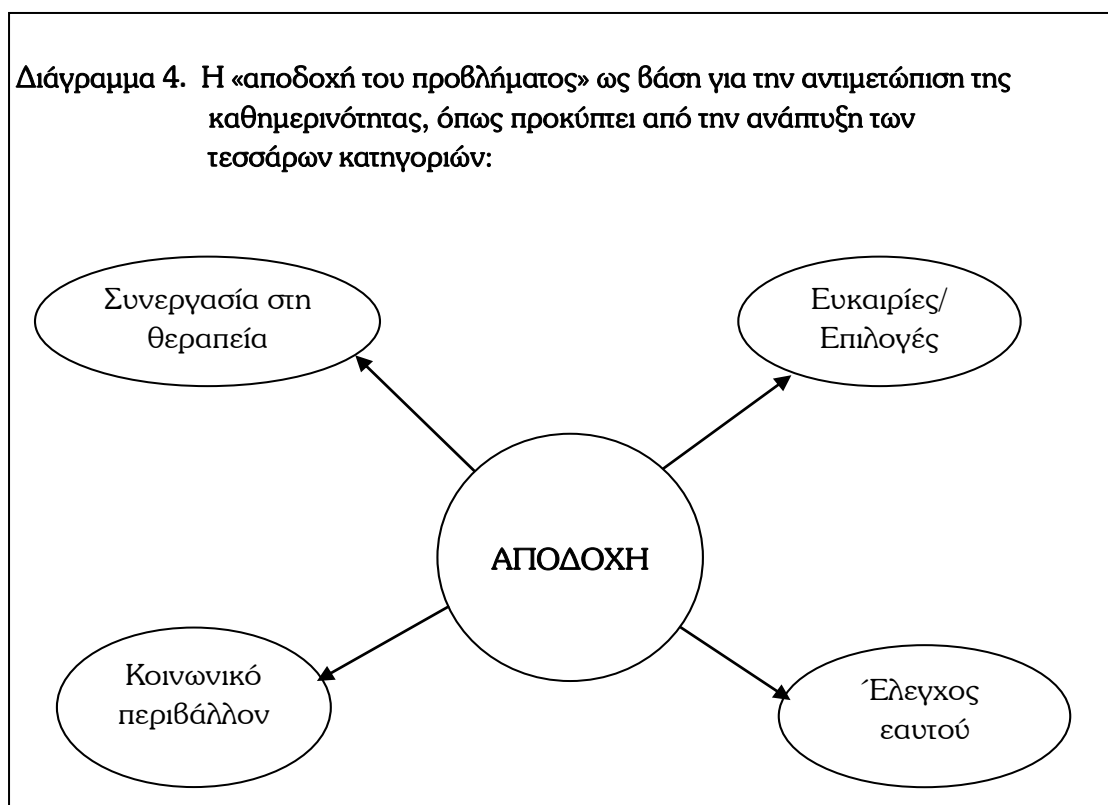 Διάγραμμα 4. Η «αποδοχή του προβλήματος» ως βάση για την αντιμετώπιση της
καθημερινότητας, όπως προκύπτει από την ανάπτυξη των
τεσσάρων κατηγοριών:
Συνεργασία στη
θεραπεία
Ευκαιρίες/
Επιλογές
ΑΠΟΔΟΧΗ
Κοινωνικό
περιβάλλον
Έλεγχος
εαυτού